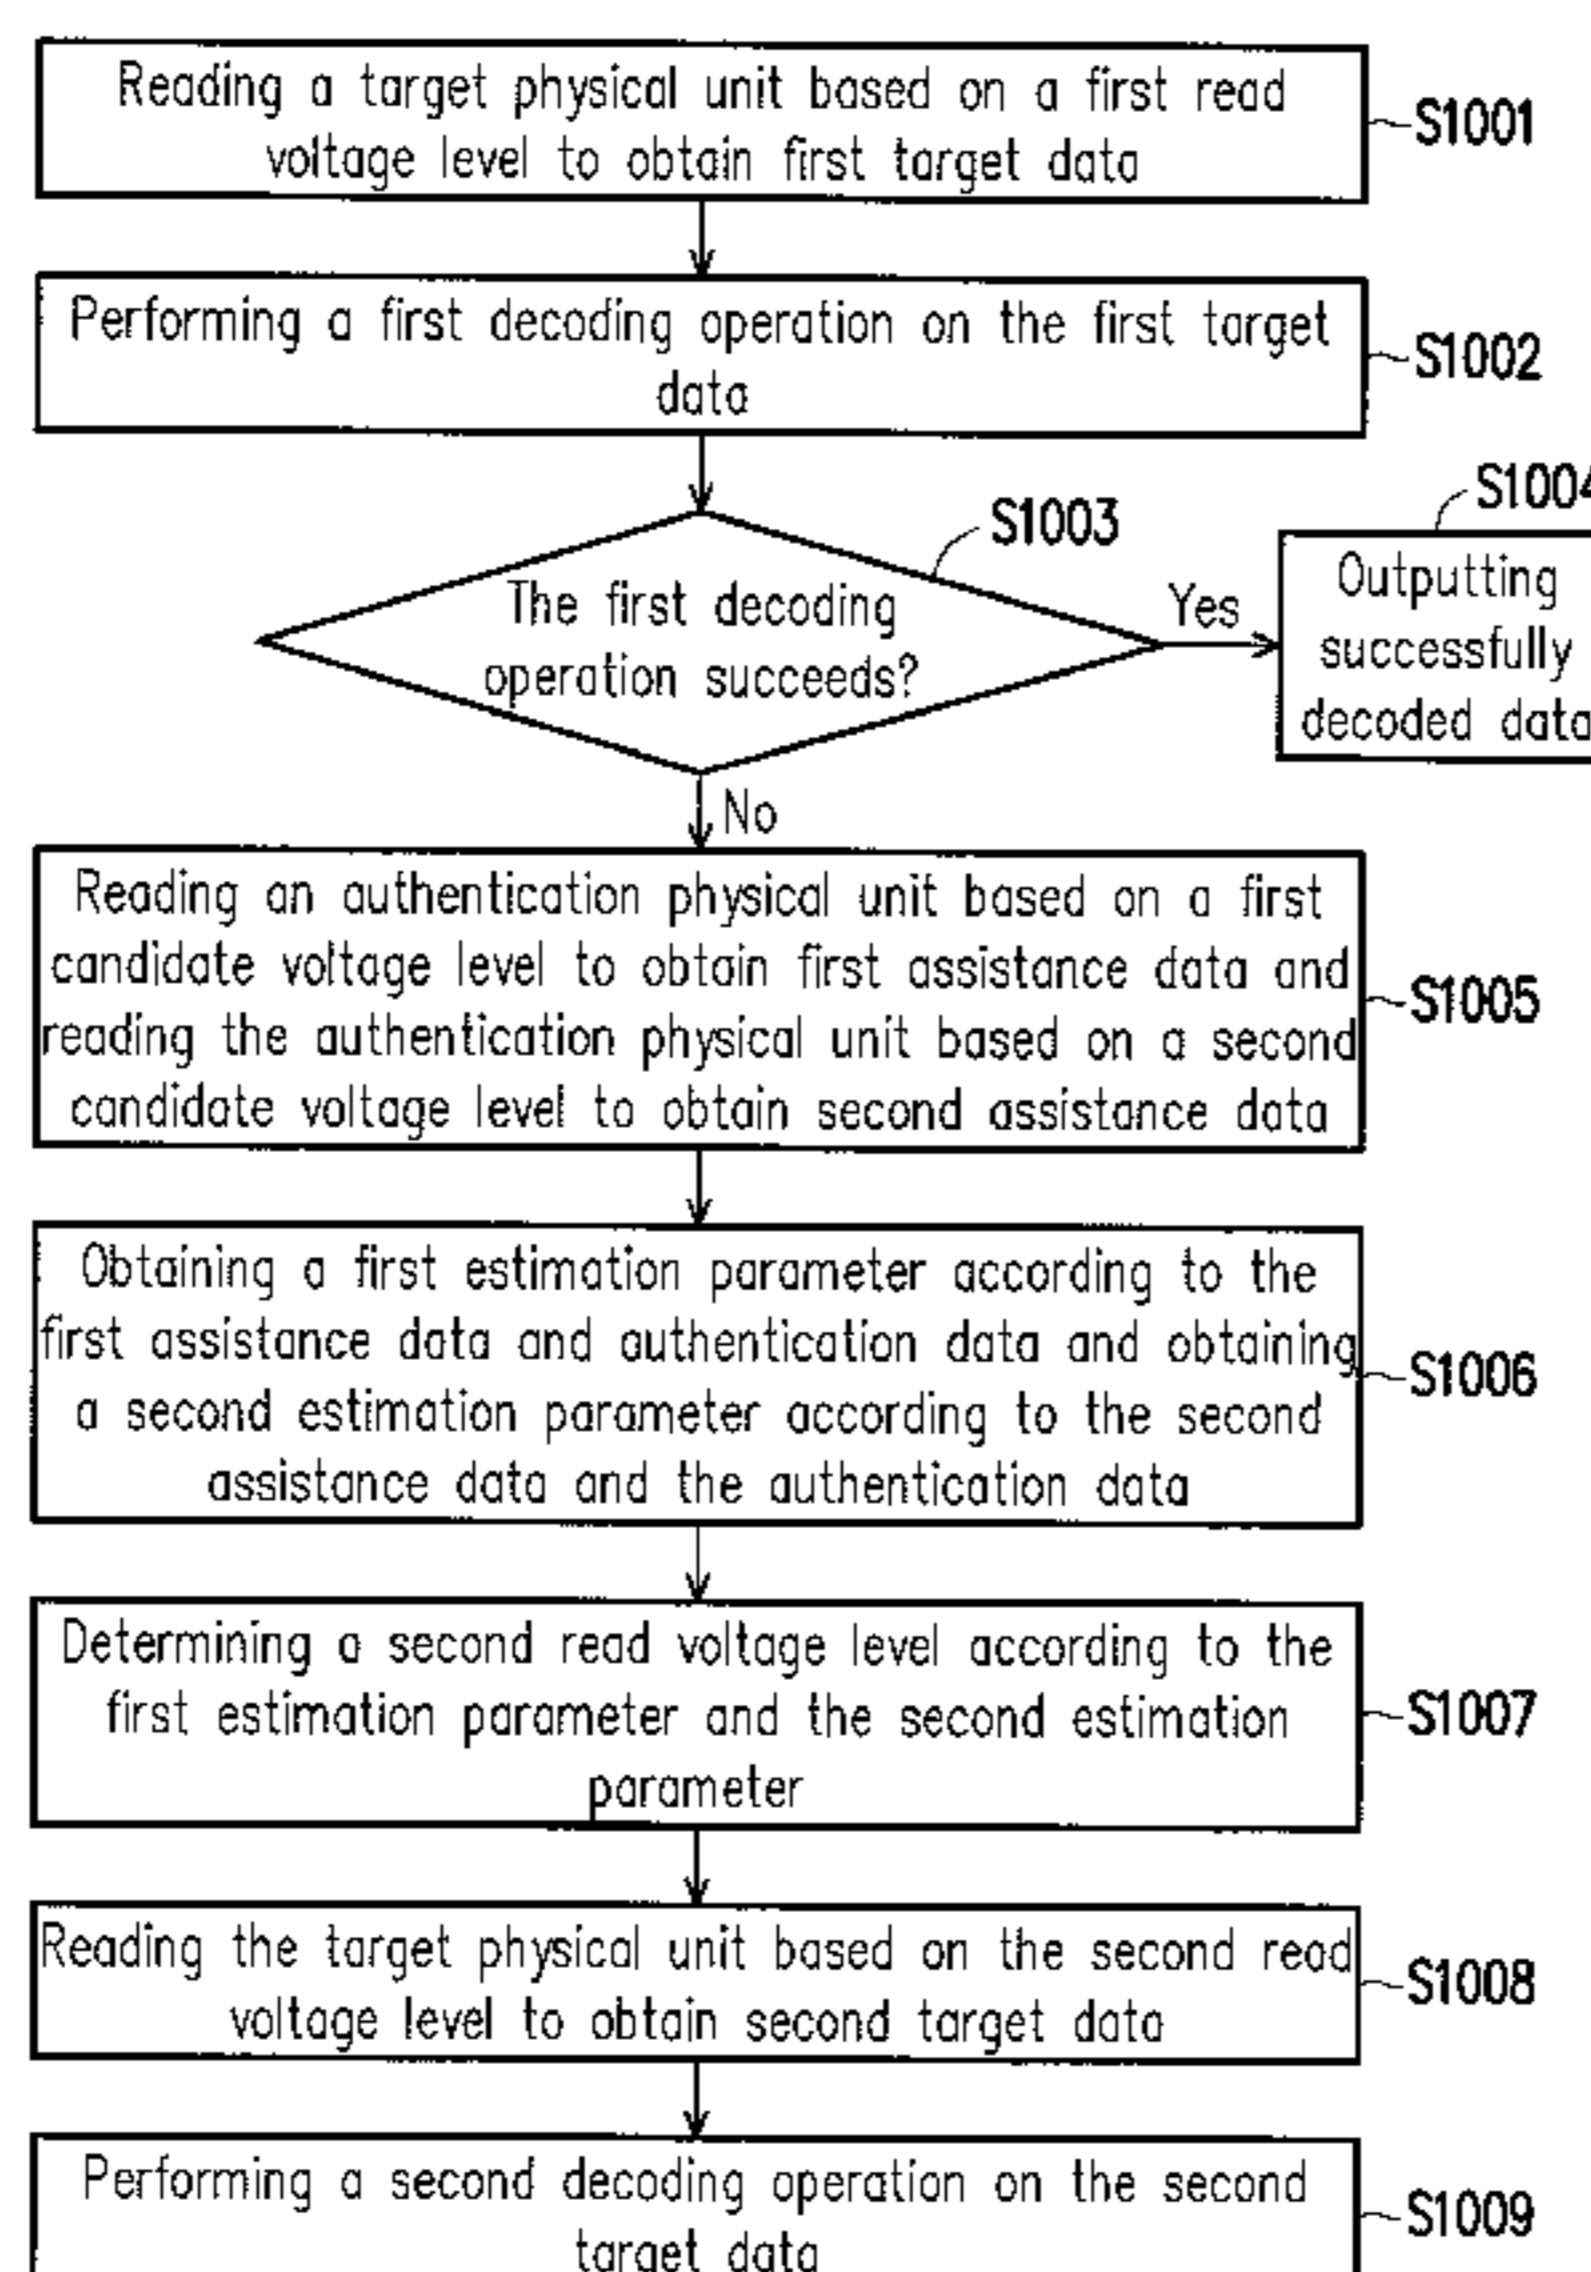 Reading a target physical unit based on a first read
voltage level to obtain first target data
S1001
Performing a first decoding operation on the first target
data
S1002
The first decoding
operation succeeds?
S1003
Yes
S1004
Outputting
successfully
decoded data
No
Reading an authentication physical unit based on a first
candidate voltage level to obtain first assistance data and
reading the authentication physical unit based on a second
candidate voltage level to obtain second assistance data
S1005
Obtaining a first estimation parameter according to the
first assistance data and authentication data and obtaining
a second estimation parameter according to the second
assistance data and the authentication data
S1006
Determining a second read voltage level according to the
first estimation parameter and the second estimation
parameter
S1007
Reading the target physical unit based on the second read
voltage level to obtain second target data
S1008
Performing a second decoding operation on the second
target data
S1009